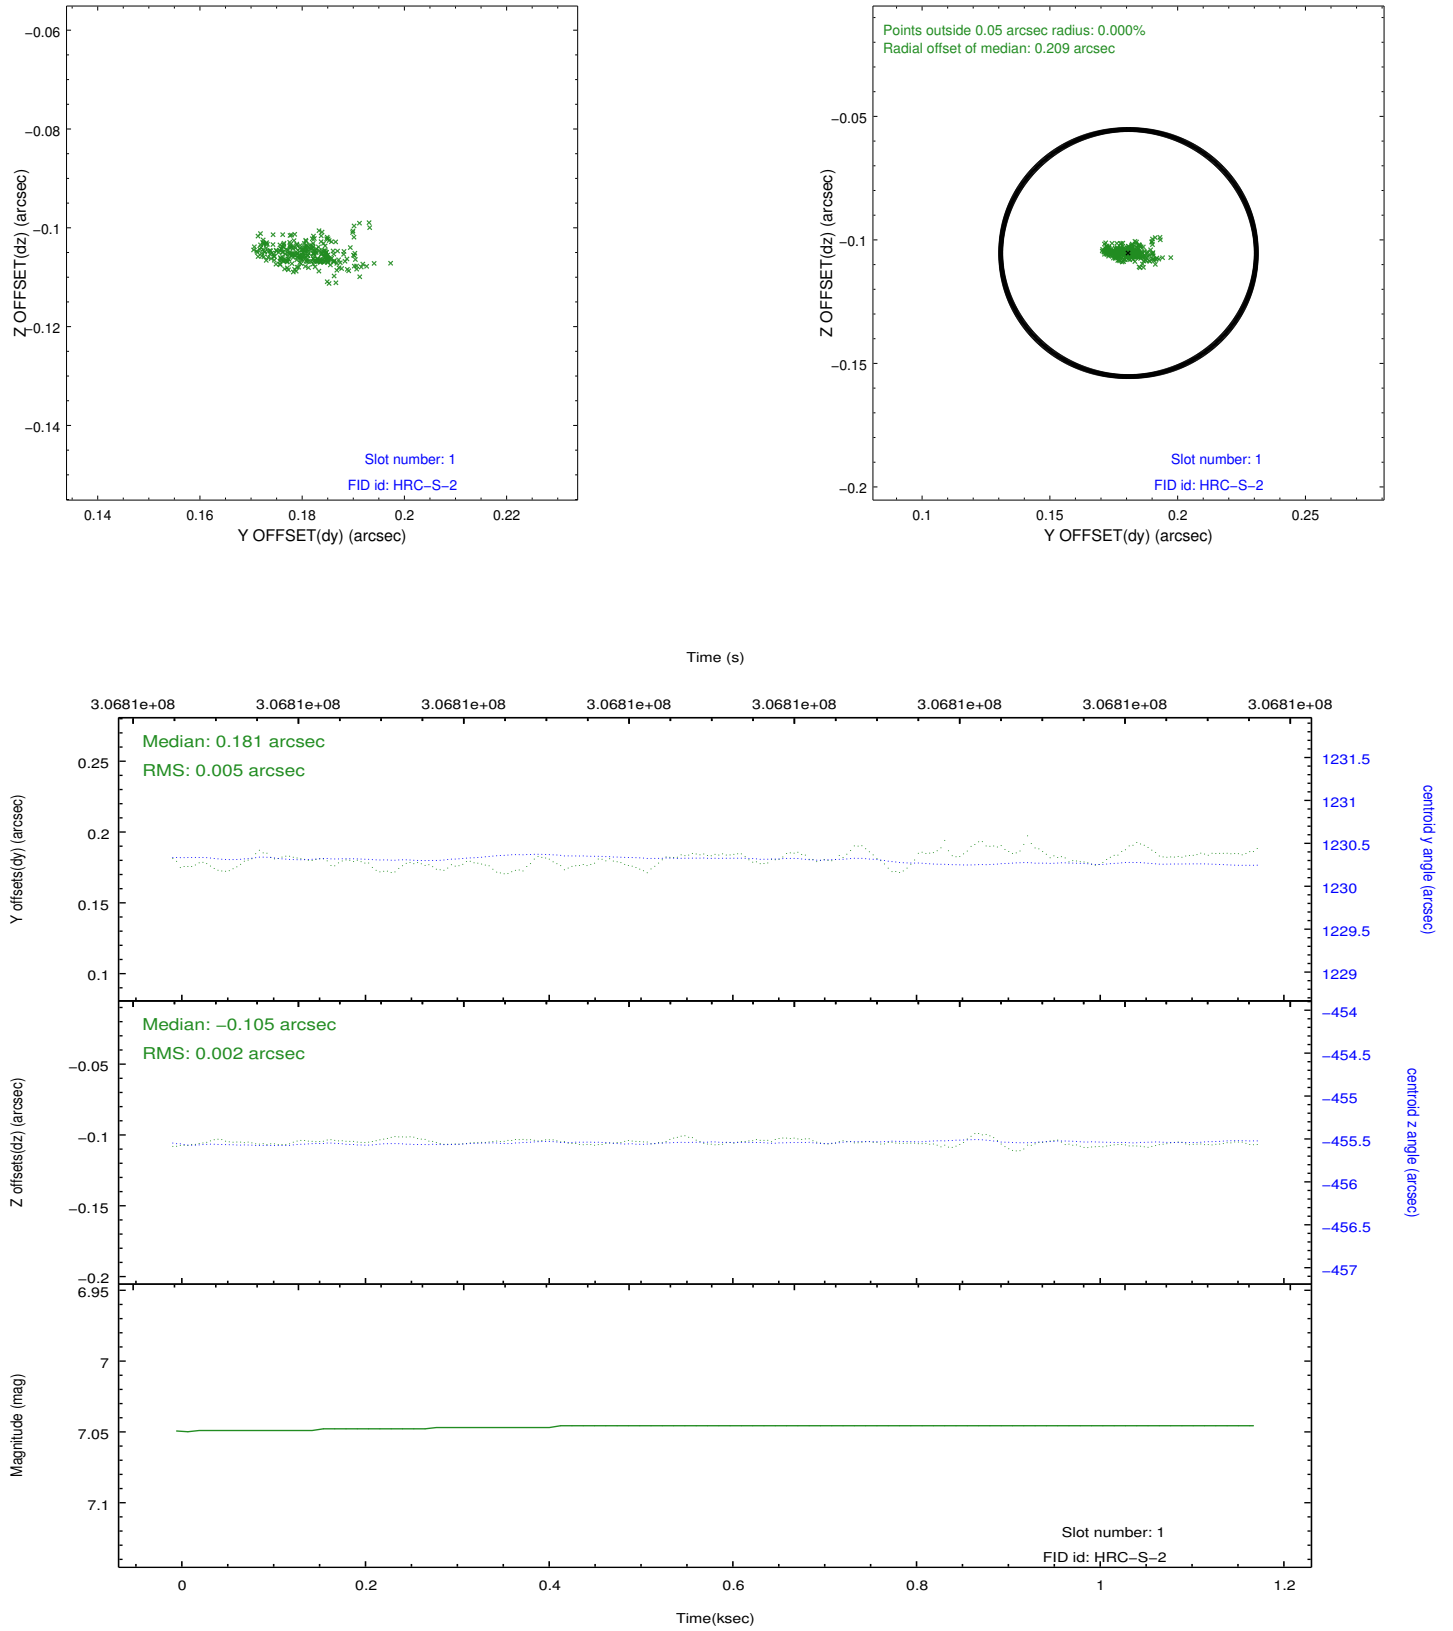 −0.06
−0.08
−0.1
−0.12
−0.14
Z OFFSET(dz) (arcsec)
Slot number: 1
FID id: HRC−S−2
0.14 0.16 0.18 0.2 0.22
Y OFFSET(dy) (arcsec)
Points outside 0.05 arcsec radius: 0.000%
Radial offset of median: 0.209 arcsec
−0.05
−0.1
−0.15
−0.2
Z OFFSET(dz) (arcsec)
Slot number: 1
FID id: HRC−S−2
0.1 0.15 0.2 0.25
Y OFFSET(dy) (arcsec)
Time (s)
3.0681e+08 3.0681e+08 3.0681e+08 3.0681e+08 3.0681e+08 3.0681e+08 3.0681e+08 3.0681e+08
Median: 0.181 arcsec
RMS: 0.005 arcsec
0.25
0.2
0.15
0.1
Y offsets(dy) (arcsec)
1231.5
1231
1230.5
1230
1229.5
1229
centroid y angle (arcsec)
Median: −0.105 arcsec
RMS: 0.002 arcsec
−0.05
−0.1
−0.15
−0.2
Z offsets(dz) (arcsec)
−454
−454.5
−455
−455.5
−456
−456.5
−457
centroid z angle (arcsec)
6.95
7
7.05
7.1
Magnitude (mag)
Slot number: 1
FID id: HRC−S−2
0 0.2 0.4 0.6 0.8 1 1.2
Time(ksec)